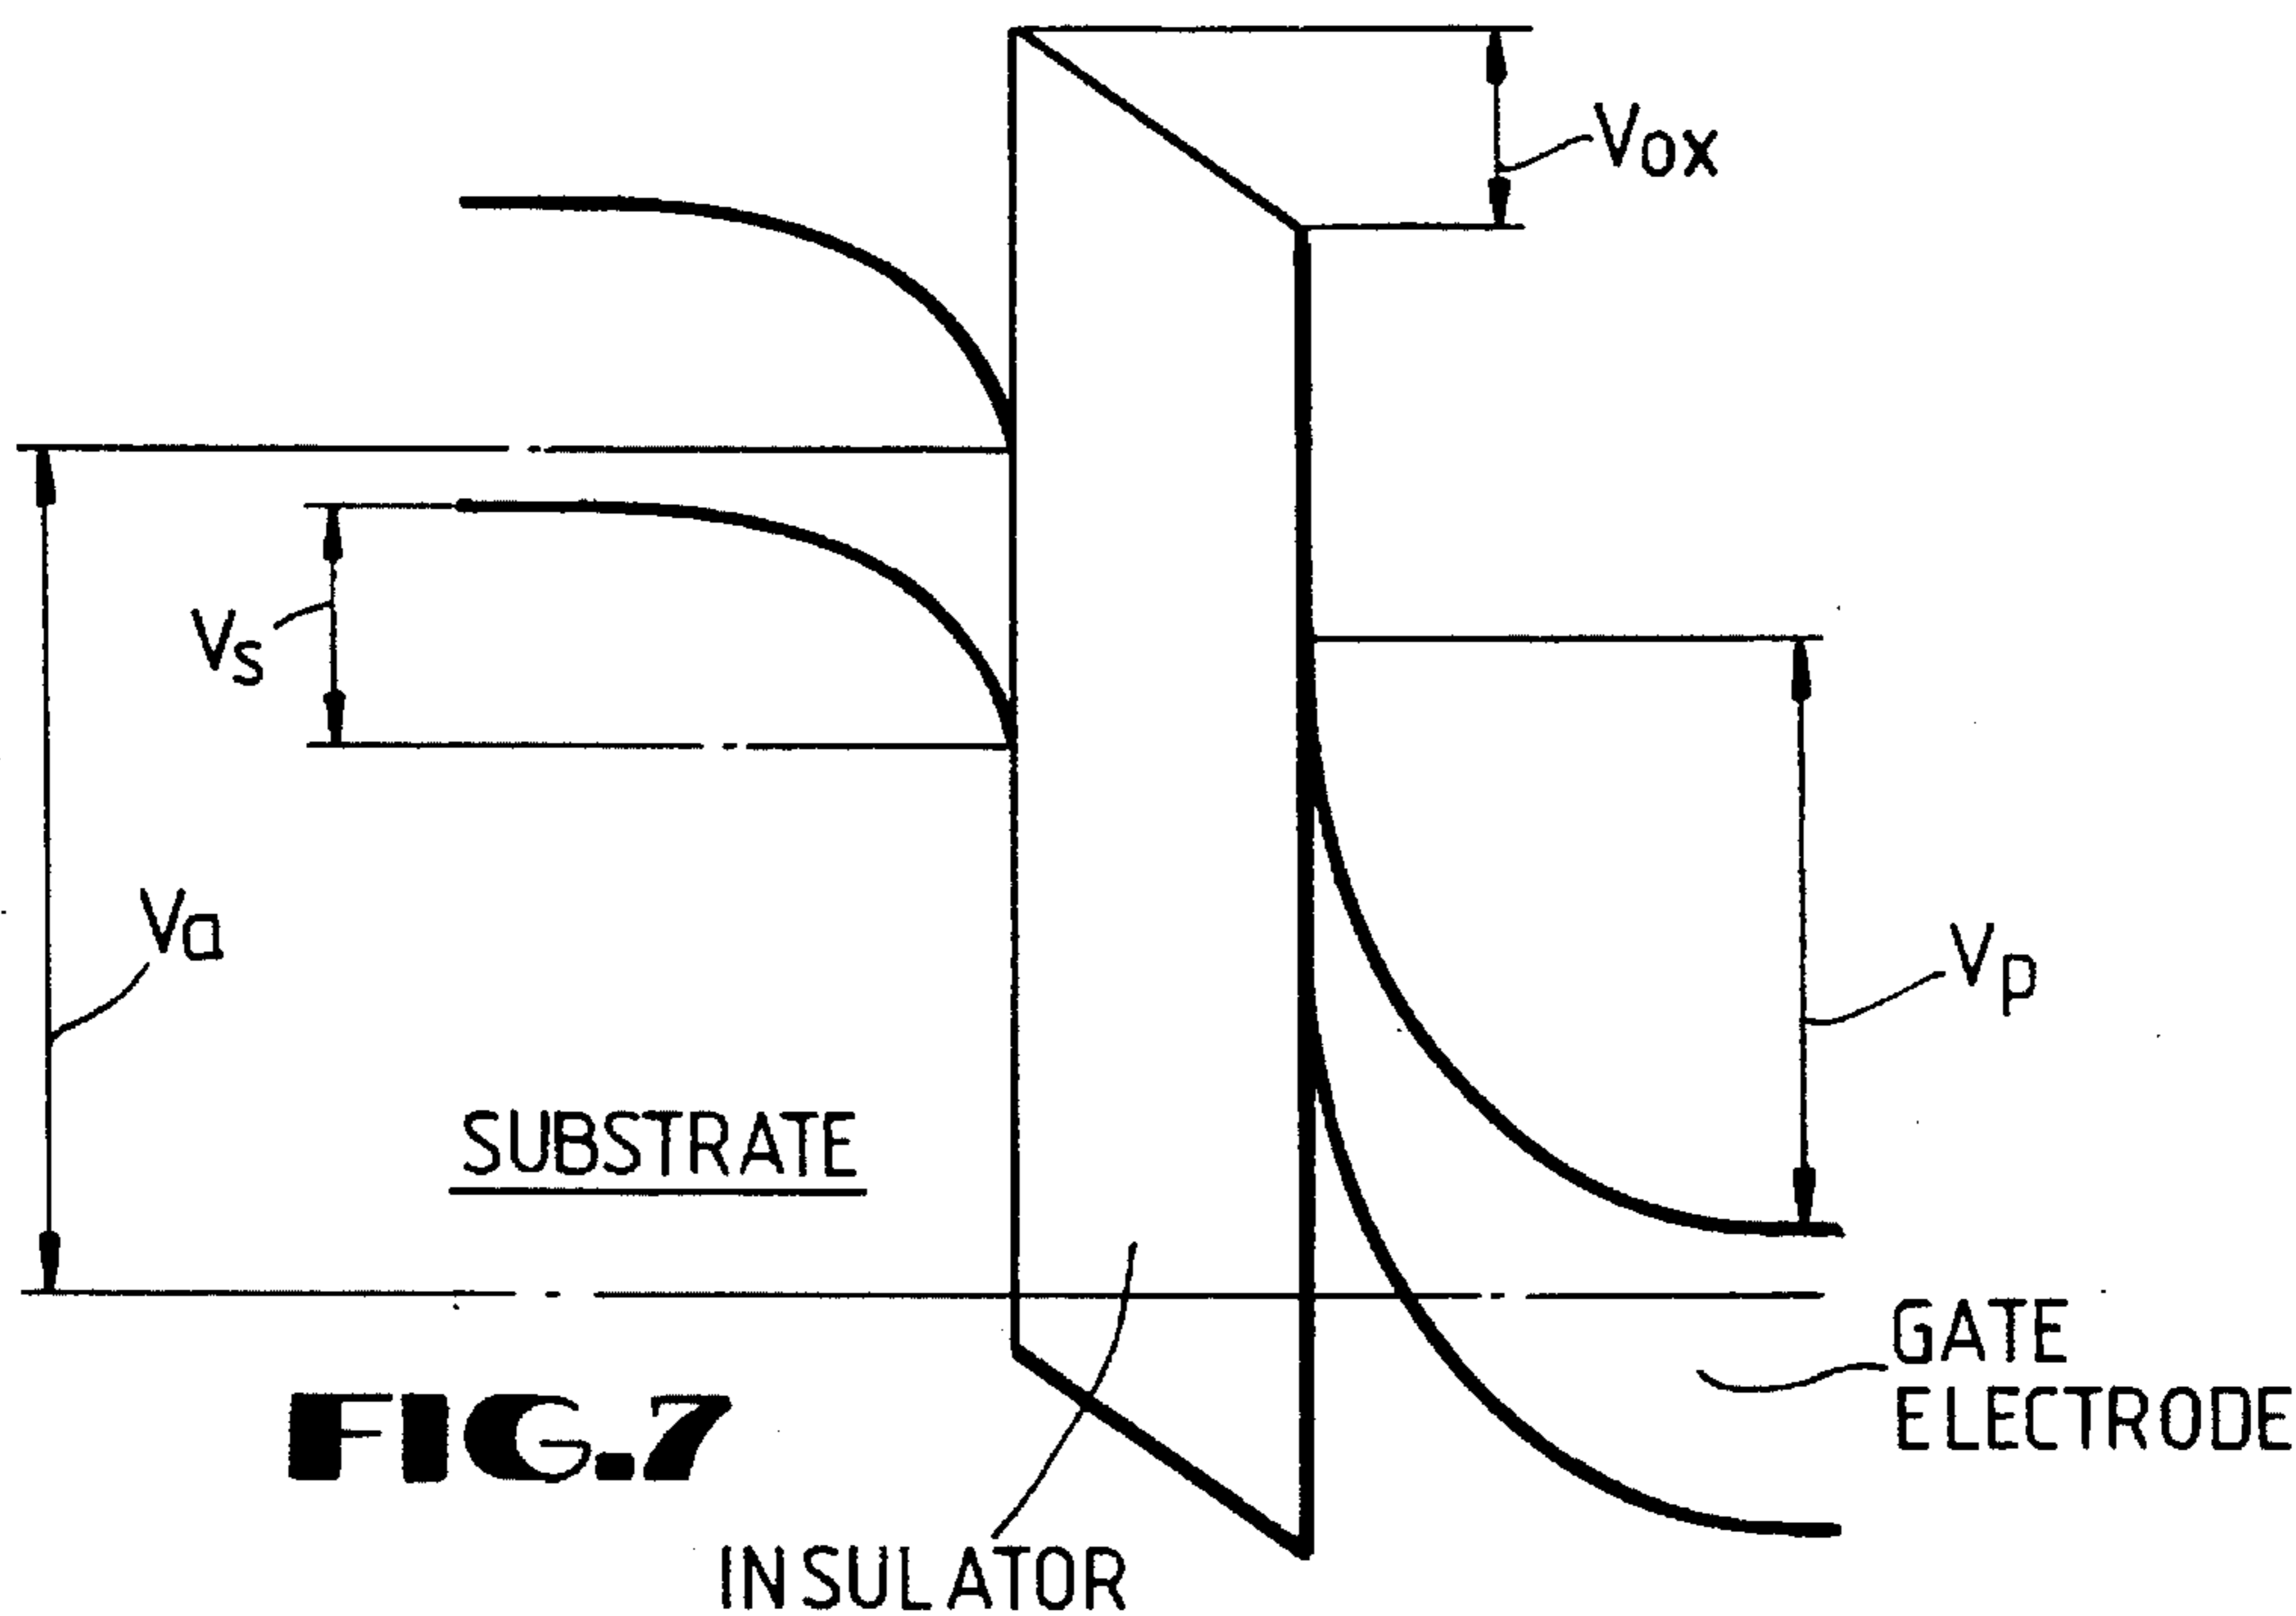 Vox
Vs
Va
Vp
SUBSTRATE
GATE
ELECTRODE
FIG.7
INSULATOR